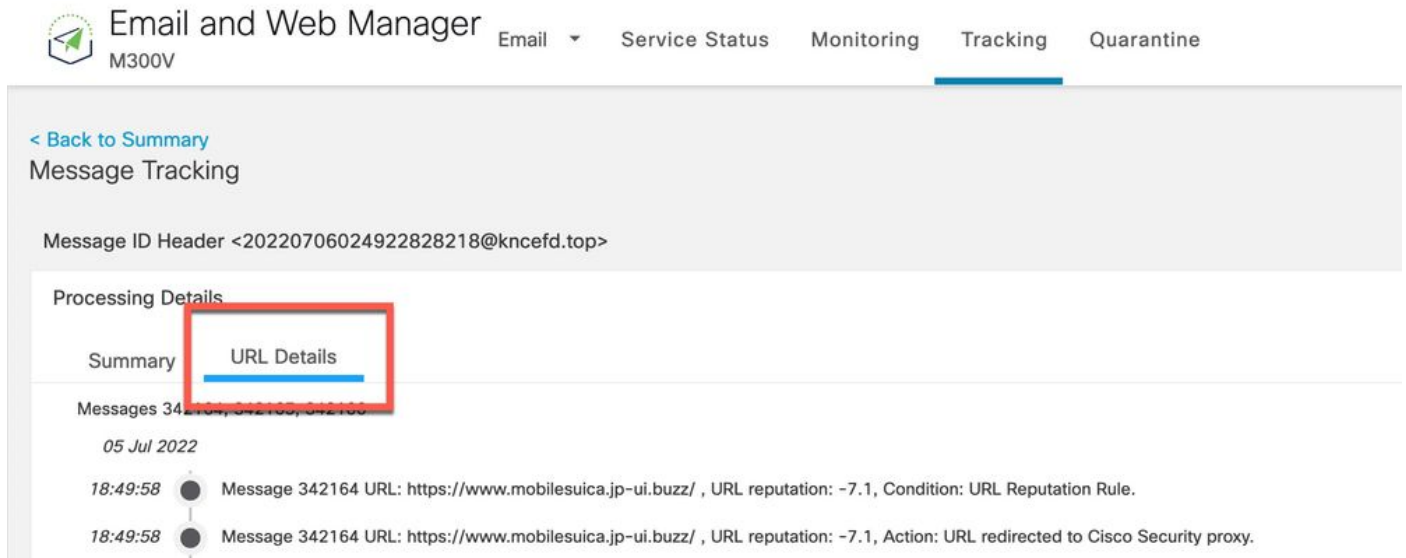 Email and Web Manager
M300V
Email Service Status Monitoring Tracking Quarantine
< Back to Summary
Message Tracking
Message ID Header <20220706024922828218@kncefd.top>
Processing Details
Summary URL Details
Messages
05 Jul 2022
18:49:58 Message 342164 URL: https://www.mobilesuica.jp-ui.buzz/ , URL reputation: -7.1, Condition: URL Reputation Rule.
18:49:58 Message 342164 URL: https://www.mobilesuica.jp-ui.buzz/ , URL reputation: -7.1, Action: URL redirected to Cisco Security proxy.